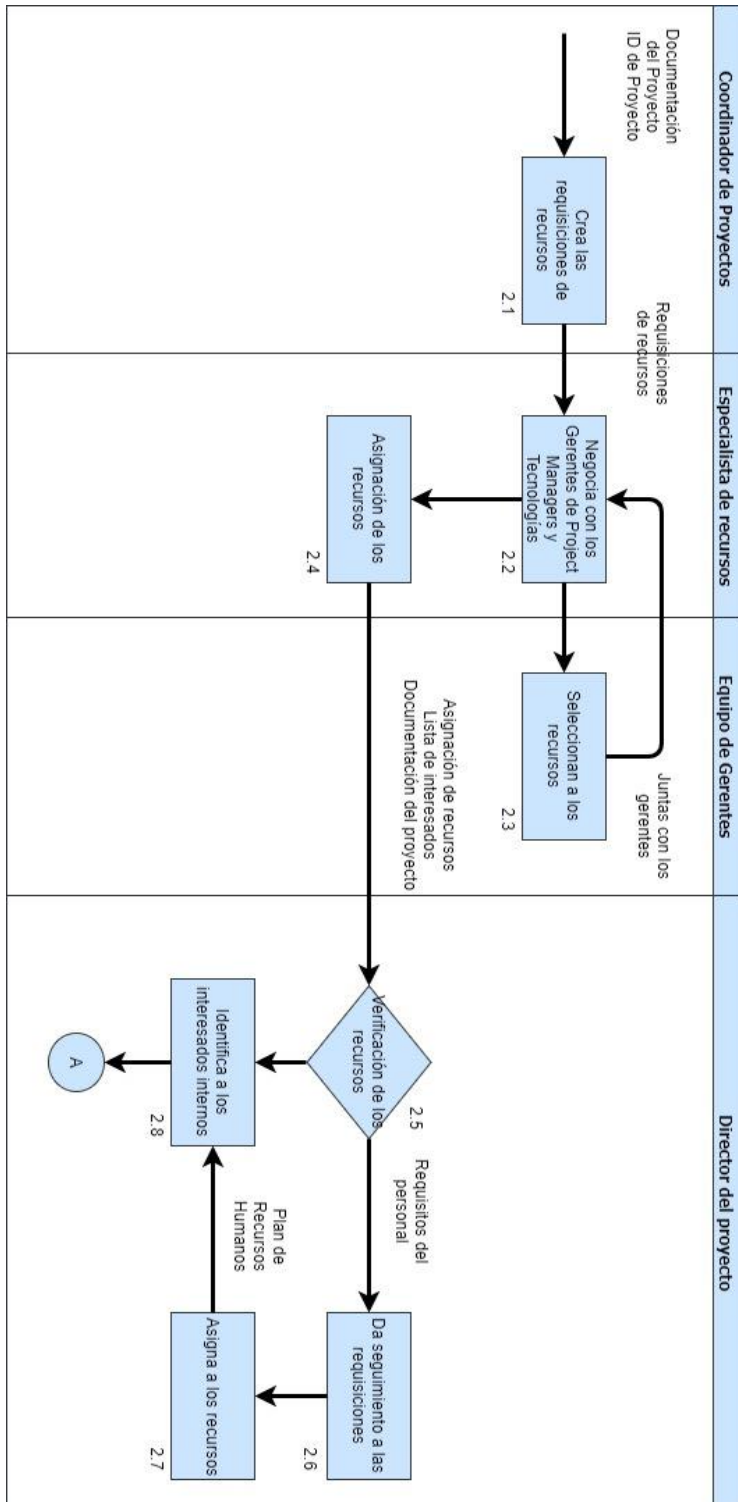 Coordinador de Proyectos
Especialista de recursos
Equipo de Gerentes
Director del proyecto
Documentación
del Proyecto
ID de Proyecto
Crea las
requisiciones de
recursos
2.1
Requisiciones
de recursos
Negocia con los
Gerentes de Project
Managers y
Tecnologías
2.2
Seleccionan a los
recursos
2.3
Juntas con los
gerentes
Asignación de los
recursos
2.4
Asignación de recursos
Lista de interesados
Documentación del proyecto
Verificación de los
recursos
2.5
Requisitos del
personal
Da seguimiento a las
requisiciones
2.6
Asigna a los recursos
2.7
Plan de
Recursos
Humanos
Identifica a los
interesados internos
2.8
A